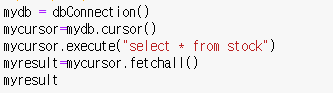 mydb = dbConnection()
mycursor=mydb.cursor()
mycursor.execute("select * from stock")
myresult=mycursor.fetchall()
myresult